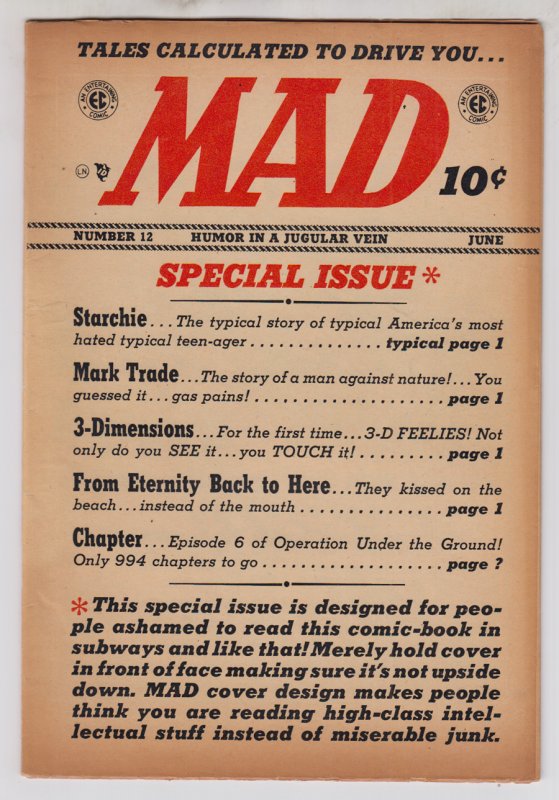 TALES CALCULATED TO DRIVE YOU...
AN ENTERTAINING
EC
COMIC
MAD
AN ENTERTAINING
EC
COMIC
LN
10¢
NUMBER 12 HUMOR IN A JUGULAR VEIN JUNE
SPECIAL ISSUE *
Starchie...The typical story of typical America's most
hated typical teen-ager.............. typical page 1
Mark Trade...The story of a man against nature!...You
guessed it...gas pains!..................... page 1
3-Dimensions...For the first time...3-D FEELIES! Not
only do you SEE it...you TOUCH it!......... page 1
From Eternity Back to Here...They kissed on the
beach...instead of the mouth............... page 1
Chapter...Episode 6 of Operation Under the Ground!
Only 994 chapters to go.................. page ?
*This special issue is designed for peo-
ple ashamed to read this comic-book in
subways and like that! Merely hold cover
in front of face making sure it's not upside
down. MAD cover design makes people
think you are reading high-class intel-
lectual stuff instead of miserable junk.